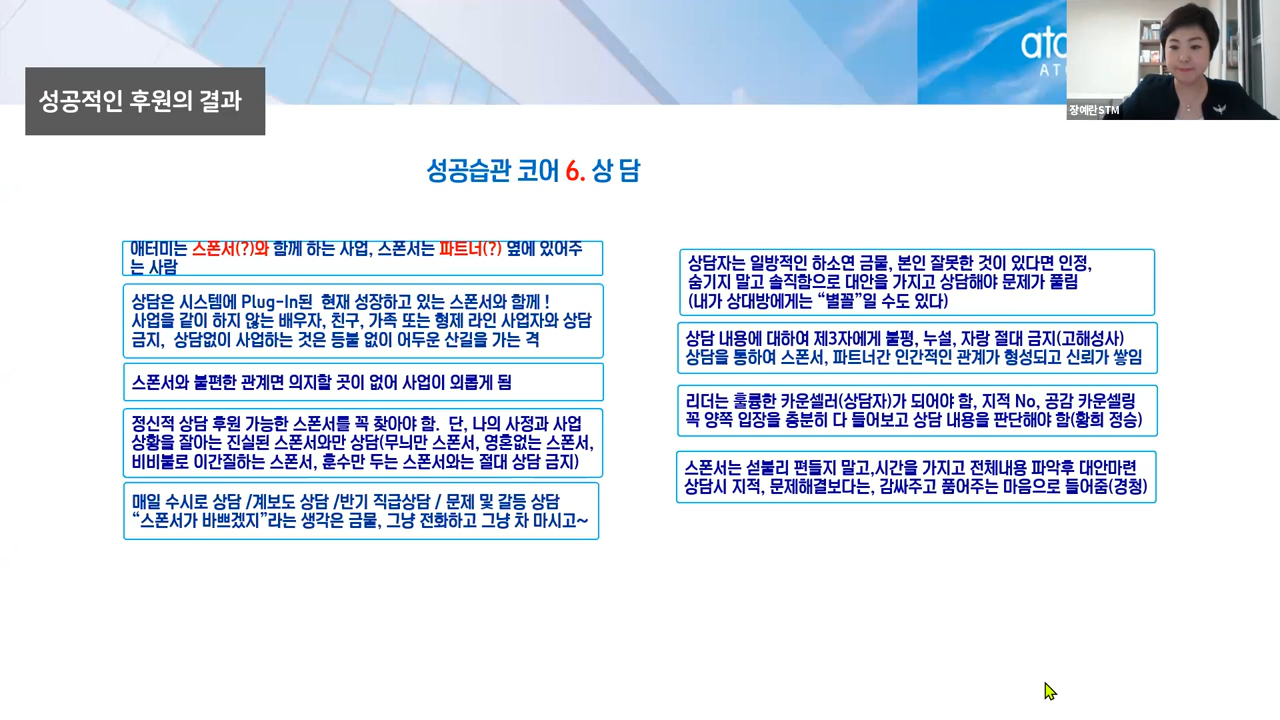 성공적인 후원의 결과
장예란STM
성공습관 코어 6. 상 담
애터미는 스폰서(?)와 함께 하는 사업, 스폰서는 파트너(?) 옆에 있어주
는 사람
상담은 시스템에 Plug-In된 현재 성장하고 있는 스폰서와 함께 !
사업을 같이 하지 않는 배우자, 친구, 가족 또는 형제 라인 사업자와 상담
금지, 상담없이 사업하는 것은 등불 없이 어두운 산길을 가는 격
스폰서와 불편한 관계면 의지할 곳이 없어 사업이 외롭게 됨
정신적 상담 후원 가능한 스폰서를 꼭 찾아야 함. 단, 나의 사정과 사업
상황을 잘아는 진실된 스폰서와만 상담(무늬만 스폰서, 영혼없는 스폰서,
비비불로 이간질하는 스폰서, 훈수만 두는 스폰서와는 절대 상담 금지)
매일 수시로 상담 /계보도 상담 /반기 직급상담 / 문제 및 갈등 상담
“스폰서가 바쁘겠지”라는 생각은 금물, 그냥 전화하고 그냥 차 마시고~
상담자는 일방적인 하소연 금물, 본인 잘못한 것이 있다면 인정,
숨기지 말고 솔직함으로 대안을 가지고 상담해야 문제가 풀림
(내가 상대방에게는 “별꼴”일 수도 있다)
상담 내용에 대하여 제3자에게 불평, 누설, 자랑 절대 금지(고해성사)
상담을 통하여 스폰서, 파트너간 인간적인 관계가 형성되고 신뢰가 쌓임
리더는 훌륭한 카운셀러(상담자)가 되어야 함, 지적 No, 공감 카운셀링
꼭 양쪽 입장을 충분히 다 들어보고 상담 내용을 판단해야 함(황희 정승)
스폰서는 섣불리 편들지 말고,시간을 가지고 전체내용 파악후 대안마련
상담시 지적, 문제해결보다는, 감싸주고 품어주는 마음으로 들어줌(경청)